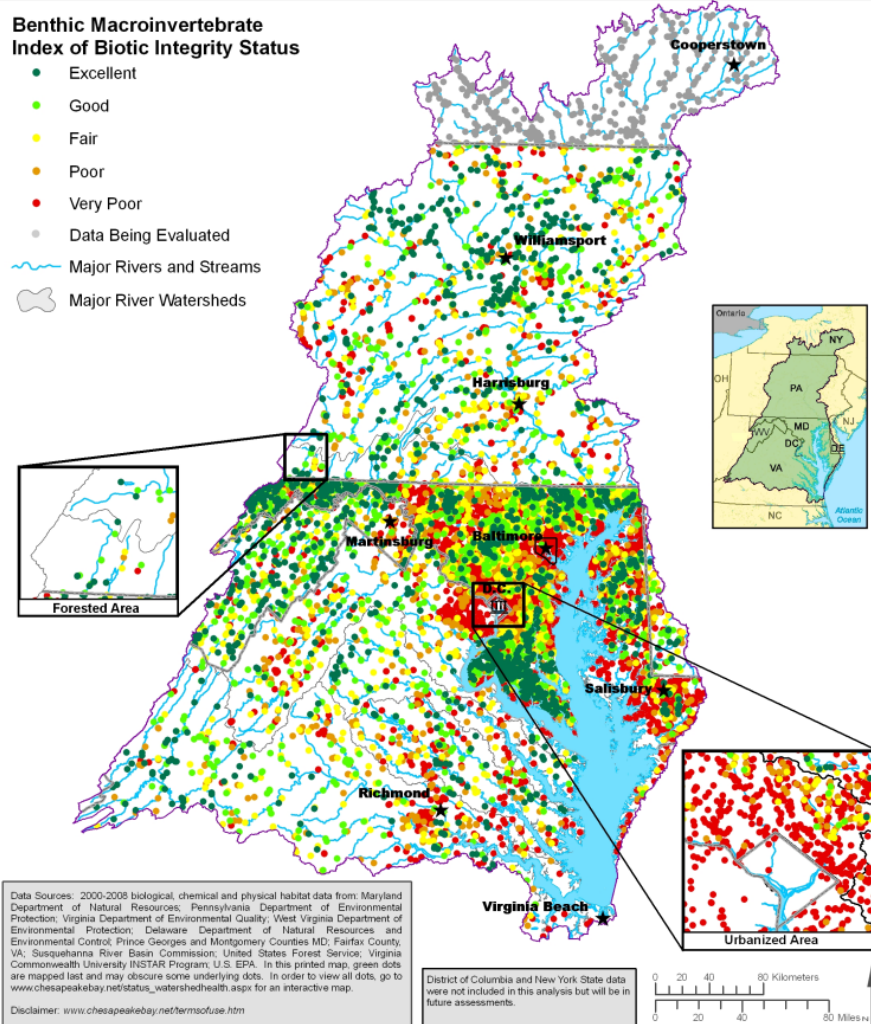 Benthic Macroinvertebrate
Index of Biotic Integrity Status
Excellent
Good
Fair
Poor
Very Poor
Data Being Evaluated
Major Rivers and Streams
Major River Watersheds
Cooperstown
Williamsport
Harrisburg
Martinsburg
Baltimore
D.C.
Salisbury
Richmond
Virginia Beach
Forested Area
Urbanized Area
Ontario
NY
OH
PA
NJ
MD
WV
DC
DE
VA
NC
Atlantic
Ocean
Data Sources: 2000-2008 biological, chemical and physical habitat data from: Maryland
Department of Natural Resources; Pennsylvania Department of Environmental
Protection; Virginia Department of Environmental Quality; West Virginia Department of
Environmental Protection; Delaware Department of Natural Resources and
Environmental Control; Prince Georges and Montgomery Counties MD; Fairfax County,
VA; Susquehanna River Basin Commission; United States Forest Service; Virginia
Commonwealth University INSTAR Program; U.S. EPA. In this printed map, green dots
are mapped last and may obscure some underlying dots. In order to view all dots, go to
www.chesapeakebay.net/status_watershedhealth.aspx for an interactive map.
Disclaimer: www.chesapeakebay.net/termsofuse.htm
District of Columbia and New York State data
were not included in this analysis but will be in
future assessments.
0 20 40 80 Kilometers
0 20 40 80 Miles
N